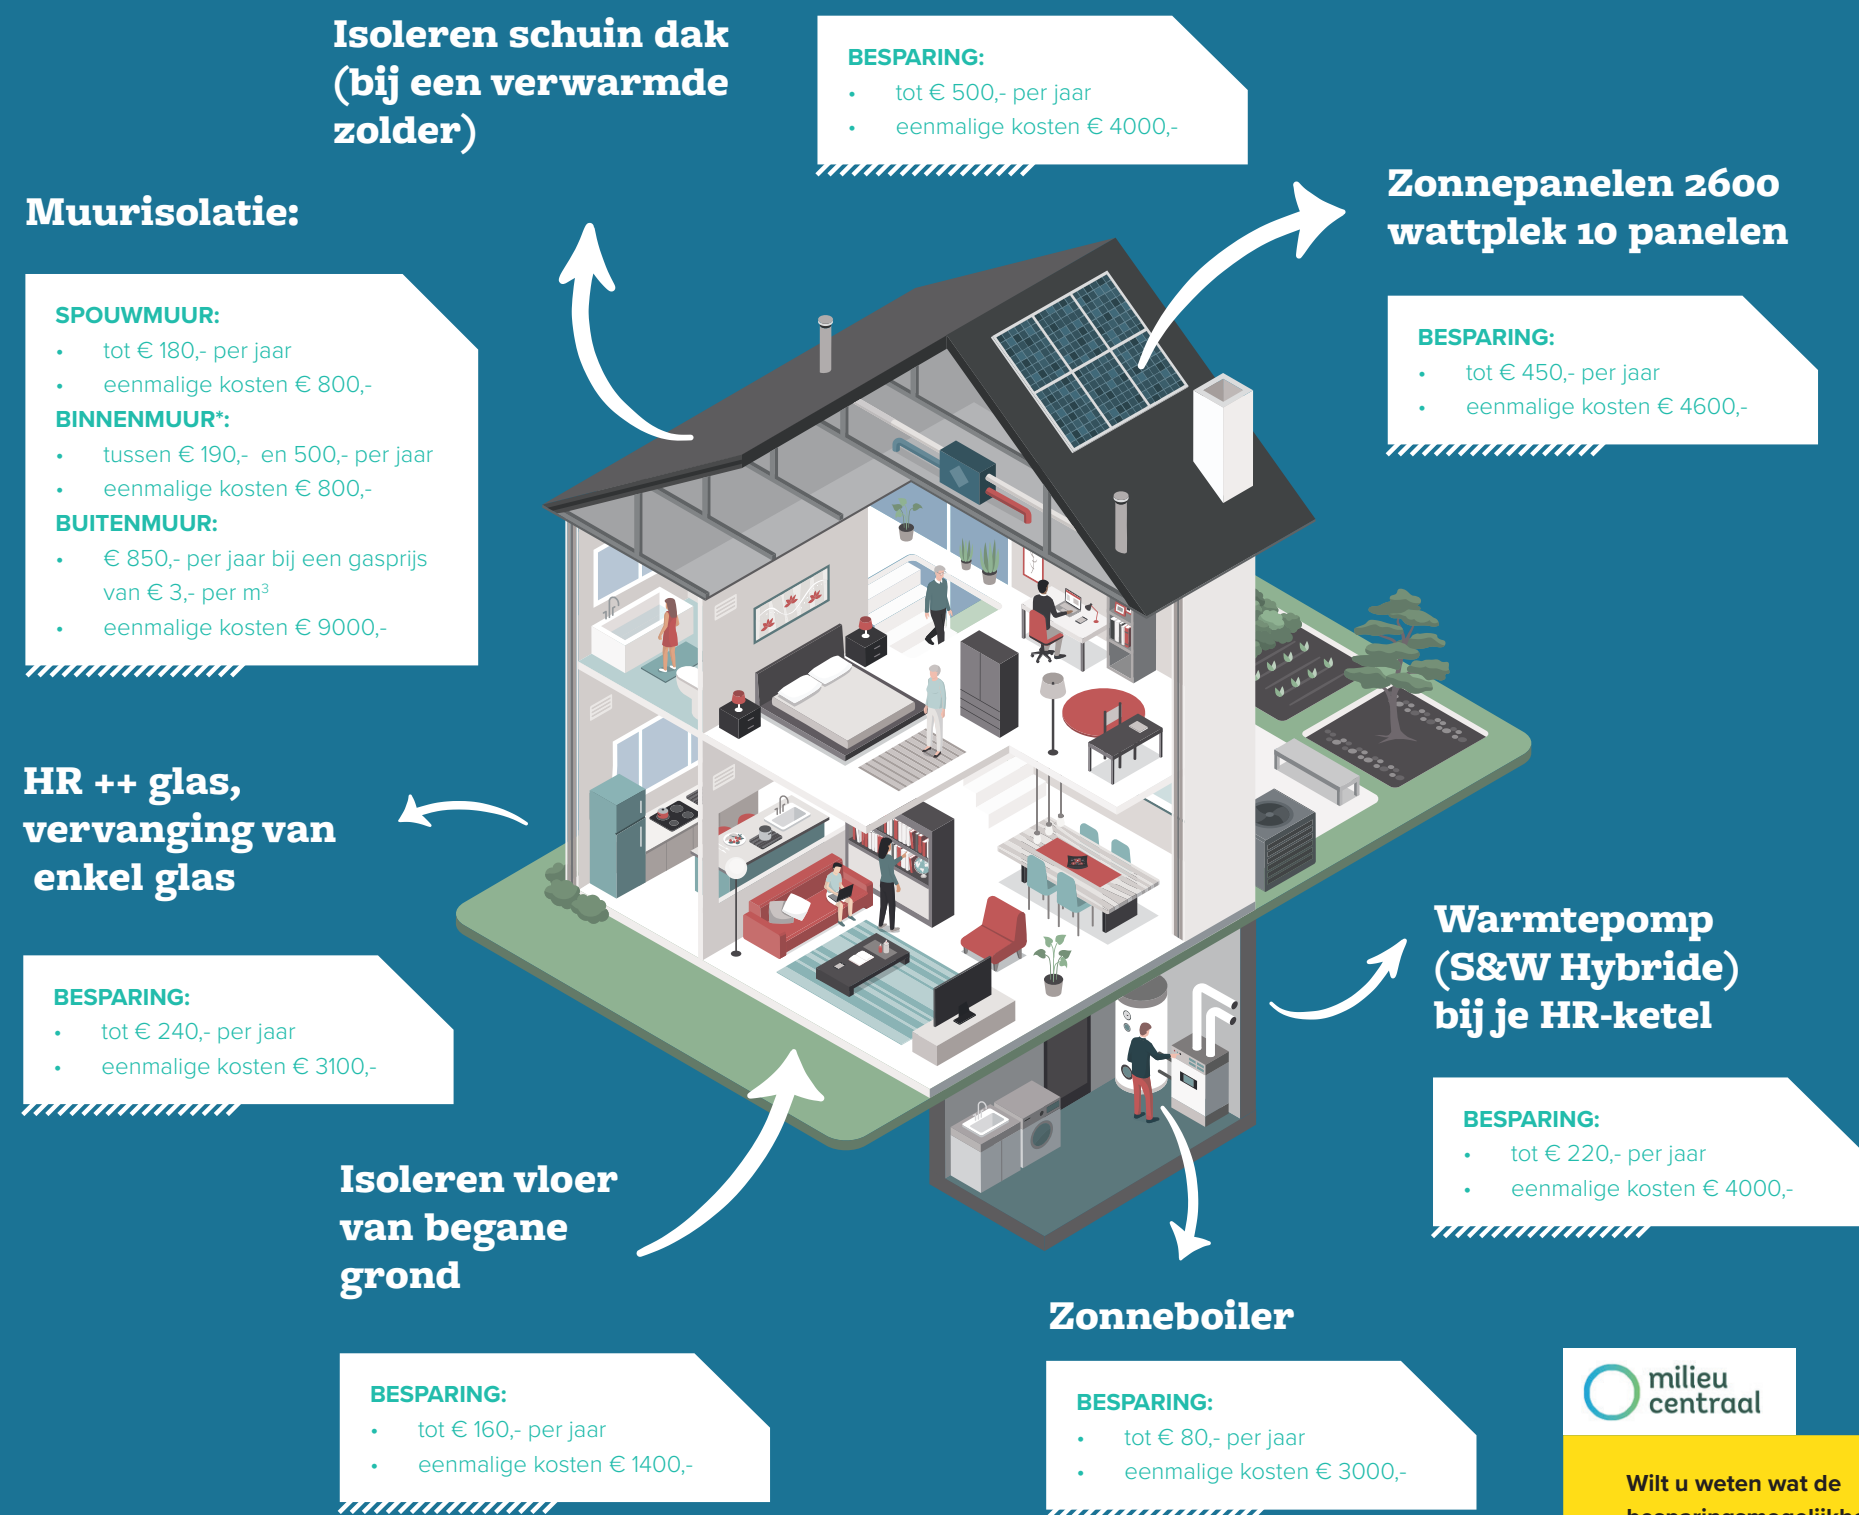 Isoleren schuin dak
(bij een verwarmde
zolder)
BESPARING:
• tot € 500,- per jaar
• eenmalige kosten € 4000,-
Zonnepanelen 2600
wattplek 10 panelen
BESPARING:
• tot € 450,- per jaar
• eenmalige kosten € 4600,-
Muurisolatie:
SPOUWMUUR:
• tot € 180,- per jaar
• eenmalige kosten € 800,-
BINNENMUUR*:
• tussen € 190,- en 500,- per jaar
• eenmalige kosten € 800,-
BUITENMUUR:
• € 850,- per jaar bij een gasprijs
van € 3,- per m³
• eenmalige kosten € 9000,-
HR ++ glas,
vervanging van
enkel glas
BESPARING:
• tot € 240,- per jaar
• eenmalige kosten € 3100,-
Warmtepomp
(S&W Hybride)
bij je HR-ketel
BESPARING:
• tot € 220,- per jaar
• eenmalige kosten € 4000,-
Isoleren vloer
van begane
grond
BESPARING:
• tot € 160,- per jaar
• eenmalige kosten € 1400,-
Zonneboiler
BESPARING:
• tot € 80,- per jaar
• eenmalige kosten € 3000,-
milieu
centraal
Wilt u weten wat de